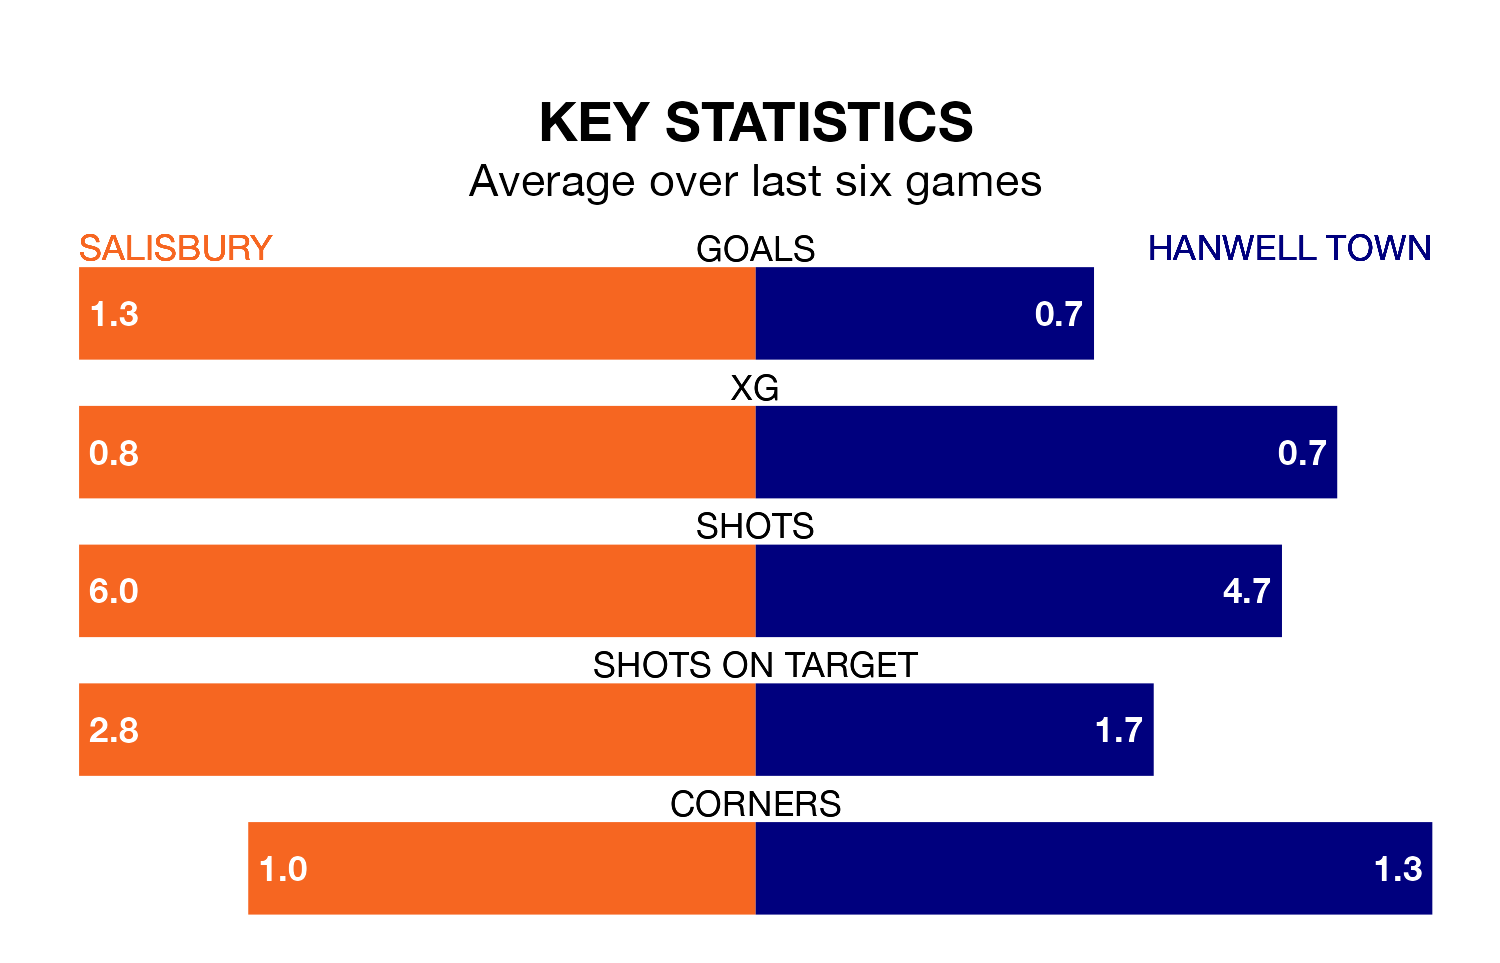 KEY STATISTICS
Average over last six games
SALISBURY GOALS HANWELL TOWN
1.3 0.7
XG
0.8 0.7
SHOTS
6.0 4.7
SHOTS ON TARGET
2.8 1.7
CORNERS
1.0 1.3